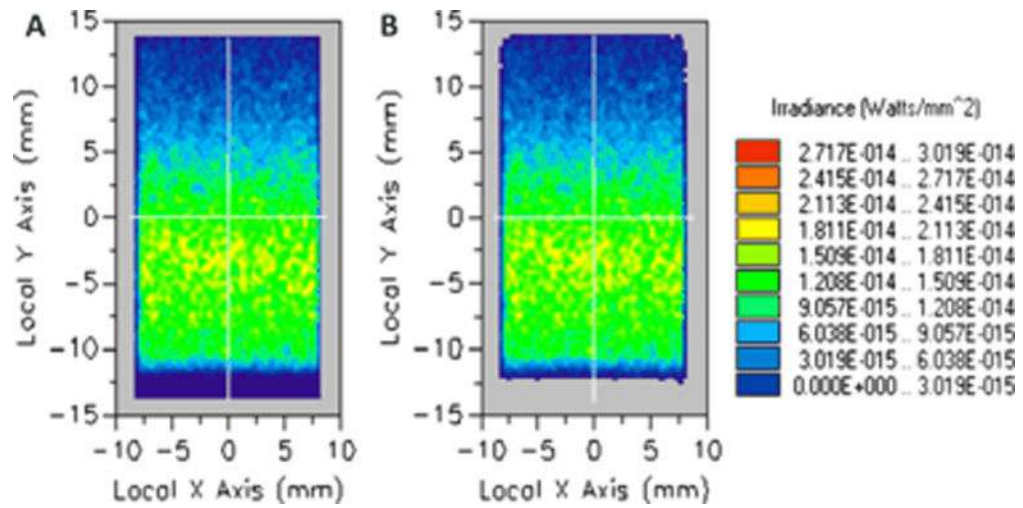 A
15
10
5
0
−5
−10
−15
−10 −5 0 5 10
Local X Axis (mm)
Local Y Axis (mm)
B
15
10
5
0
−5
−10
−15
−10 −5 0 5 10
Local X Axis (mm)
Local Y Axis (mm)
Irradiance (Watts/mm^2)
2.717E-014 .. 3.019E-014
2.415E-014 .. 2.717E-014
2.113E-014 .. 2.415E-014
1.811E-014 .. 2.113E-014
1.509E-014 .. 1.811E-014
1.208E-014 .. 1.509E-014
9.057E-015 .. 1.208E-014
6.038E-015 .. 9.057E-015
3.019E-015 .. 6.038E-015
0.000E+000 .. 3.019E-015